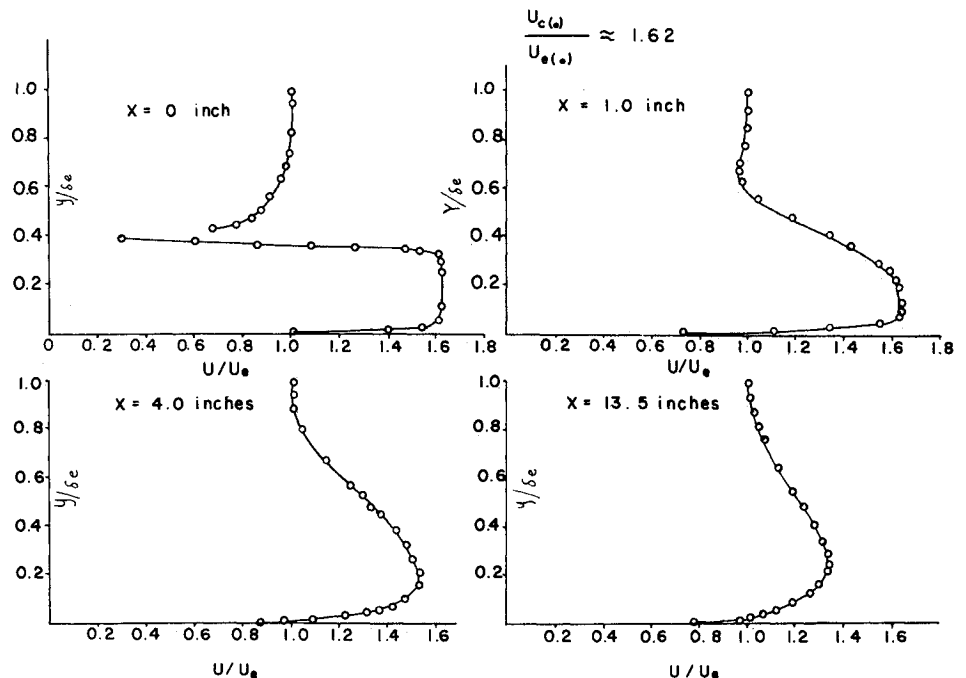 U c(o) / U e(o) ≈ 1.62
X = 0 inch
y/δe
1.0
0.8
0.6
0.4
0.2
0 0.2 0.4 0.6 0.8 1.0 1.2 1.4 1.6 1.8
U/Ue
X = 1.0 inch
Y/δe
1.0
0.8
0.6
0.4
0.2
0.2 0.4 0.6 0.8 1.0 1.2 1.4 1.6 1.8
U/Ue
X = 4.0 inches
y/δe
1.0
0.8
0.6
0.4
0.2
0.2 0.4 0.6 0.8 1.0 1.2 1.4 1.6
U/Ue
X = 13.5 inches
y/δe
1.0
0.8
0.6
0.4
0.2
0.2 0.4 0.6 0.8 1.0 1.2 1.4 1.6
U/Ue